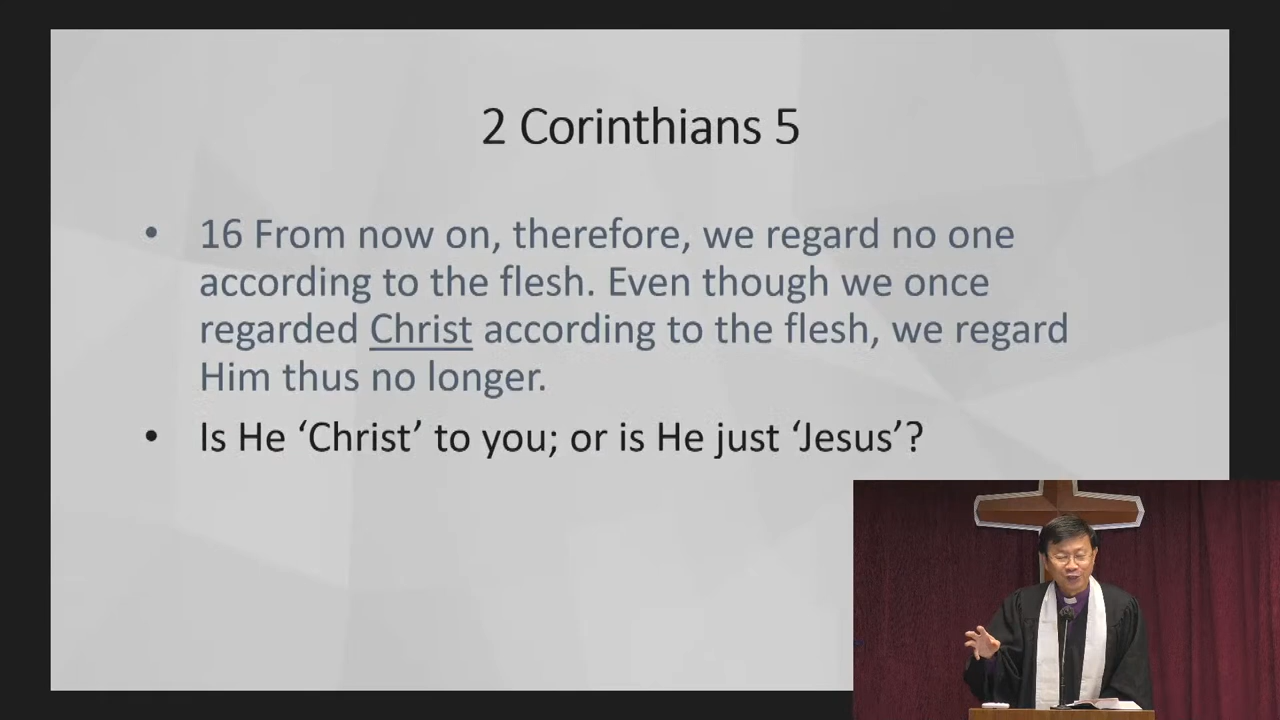 2 Corinthians 5
• 16 From now on, therefore, we regard no one
according to the flesh. Even though we once
regarded Christ according to the flesh, we regard
Him thus no longer.
• Is He ‘Christ’ to you; or is He just ‘Jesus’?